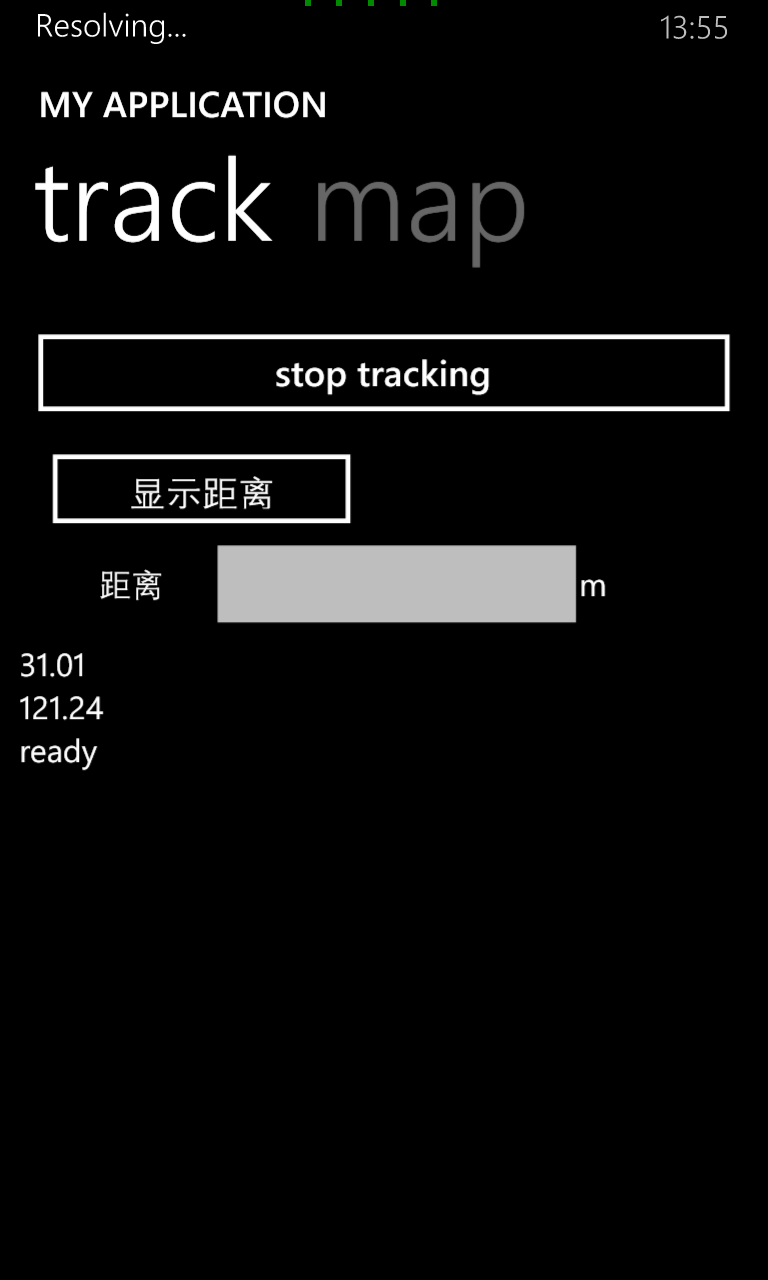 Resolving... 13:55
MY APPLICATION
track map
stop tracking
显示距离
距离 m
31.01
121.24
ready